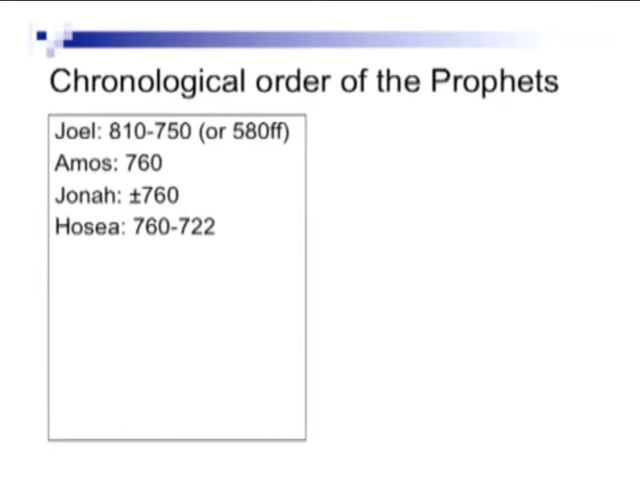 Chronological order of the Prophets
Joel: 810-750 (or 580ff)
Amos: 760
Jonah: ±760
Hosea: 760-722